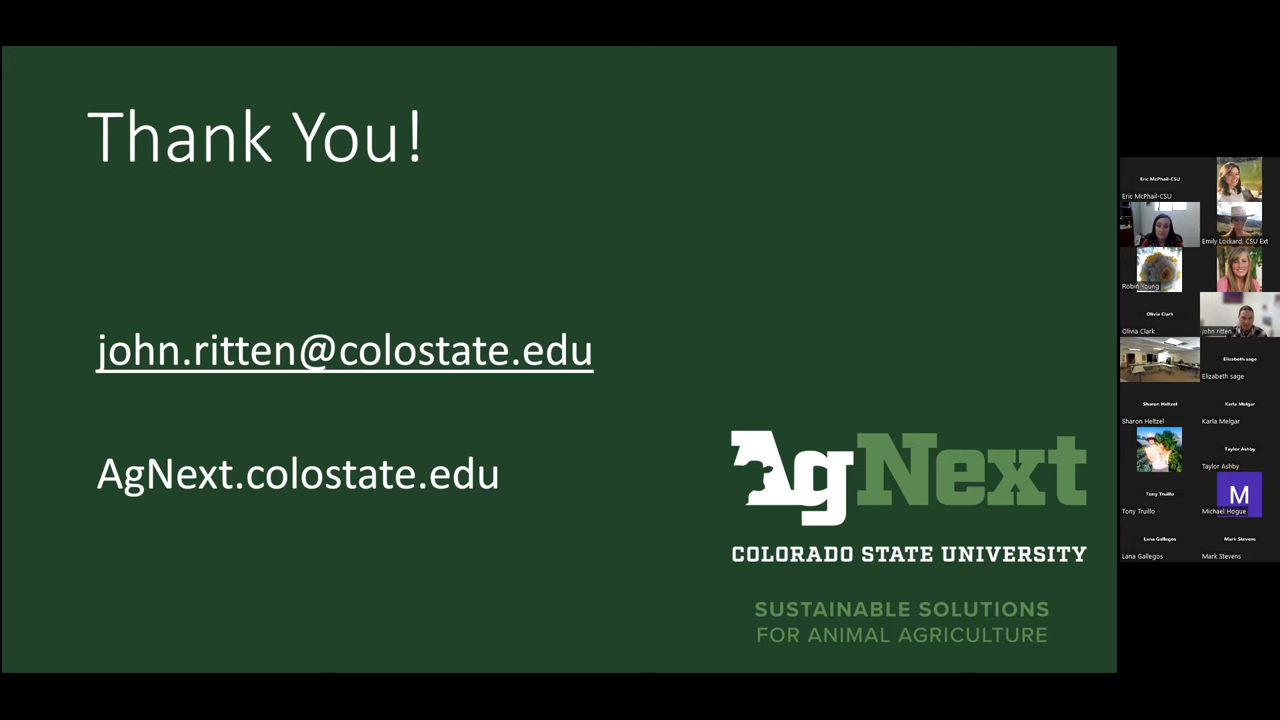 Thank You!
john.ritten@colostate.edu
AgNext.colostate.edu
AgNext
COLORADO STATE UNIVERSITY
SUSTAINABLE SOLUTIONS
FOR ANIMAL AGRICULTURE
Eric McPhail-CSU
Eric McPhail-CSU
Emily Lockard, CSU Ext
Robin Young
Olivia Clark
Olivia Clark
john ritten
Elizabeth sage
Elizabeth sage
Sharon Heltzel
Sharon Heltzel
Karla Melgar
Karla Melgar
Taylor Ashby
Taylor Ashby
Tony Truillo
Tony Truillo
M
Michael Hogue
Lana Gallegos
Lana Gallegos
Mark Stevens
Mark Stevens